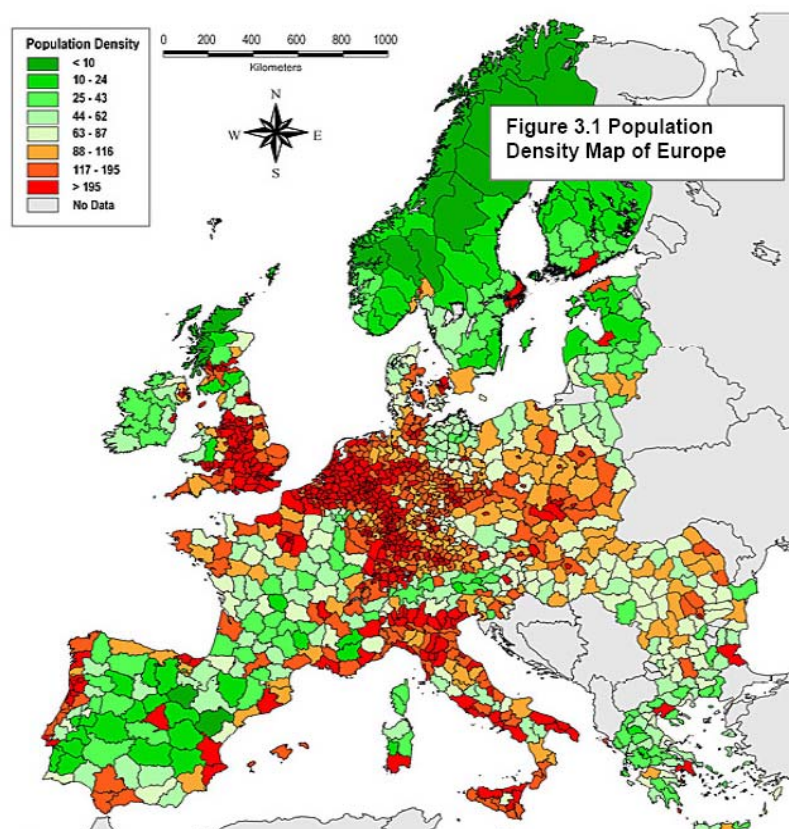 Population Density
< 10
10 - 24
25 - 43
44 - 62
63 - 87
88 - 116
117 - 195
> 195
No Data
0 200 400 600 800 1000
Kilometers
N
W E
S
Figure 3.1 Population
Density Map of Europe